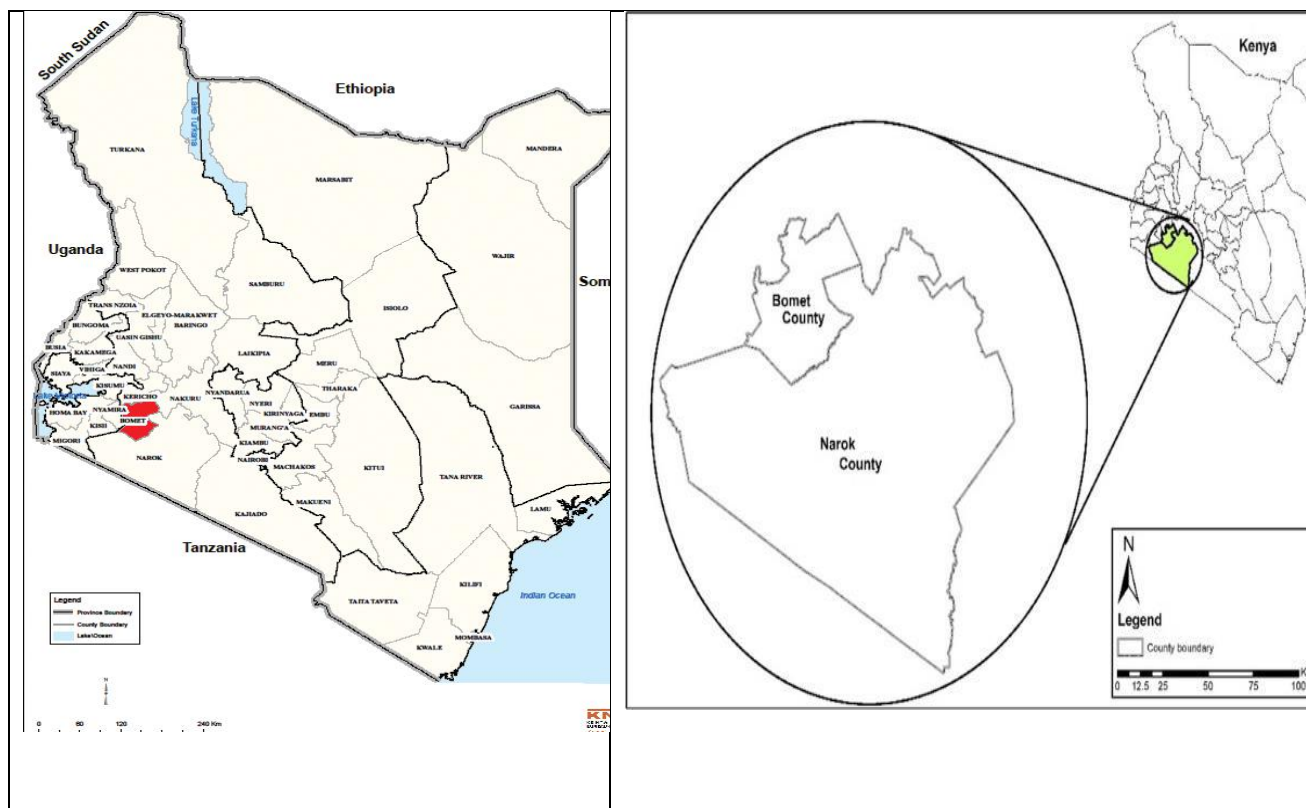 South Sudan
Ethiopia
Lake Turkana
TURKANA
MANDERA
MARSABIT
Uganda
WAJIR
Som
WEST POKOT
SAMBURU
ISIOLO
TRANS NZOIA
ELGEYO-MARAKWET
BUNGOMA
BARINGO
UASIN GISHU
BUSIA
KAKAMEGA
LAIKIPIA
MERU
SIAYA
VIHIGA
NANDI
KISUMU
THARAKA
KERICHO
NAKURU
NYANDARUA
NYERI
GARISSA
HOMA BAY
NYAMIRA
KIRINYAGA
EMBU
BOMET
KISII
MURANG'A
MIGORI
KIAMBU
NAROK
NAIROBI
MACHAKOS
KITUI
TANA RIVER
MAKUENI
KAJIADO
LAMU
Tanzania
KILIFI
TAITA TAVETA
Indian Ocean
MOMBASA
KWALE
Legend
Province Boundary
County Boundary
Lake\Ocean
N
0 60 120 240 Km
KN
Kenya
Bomet
County
Narok
County
N
Legend
County boundary
0 12.5 25 50 75 100